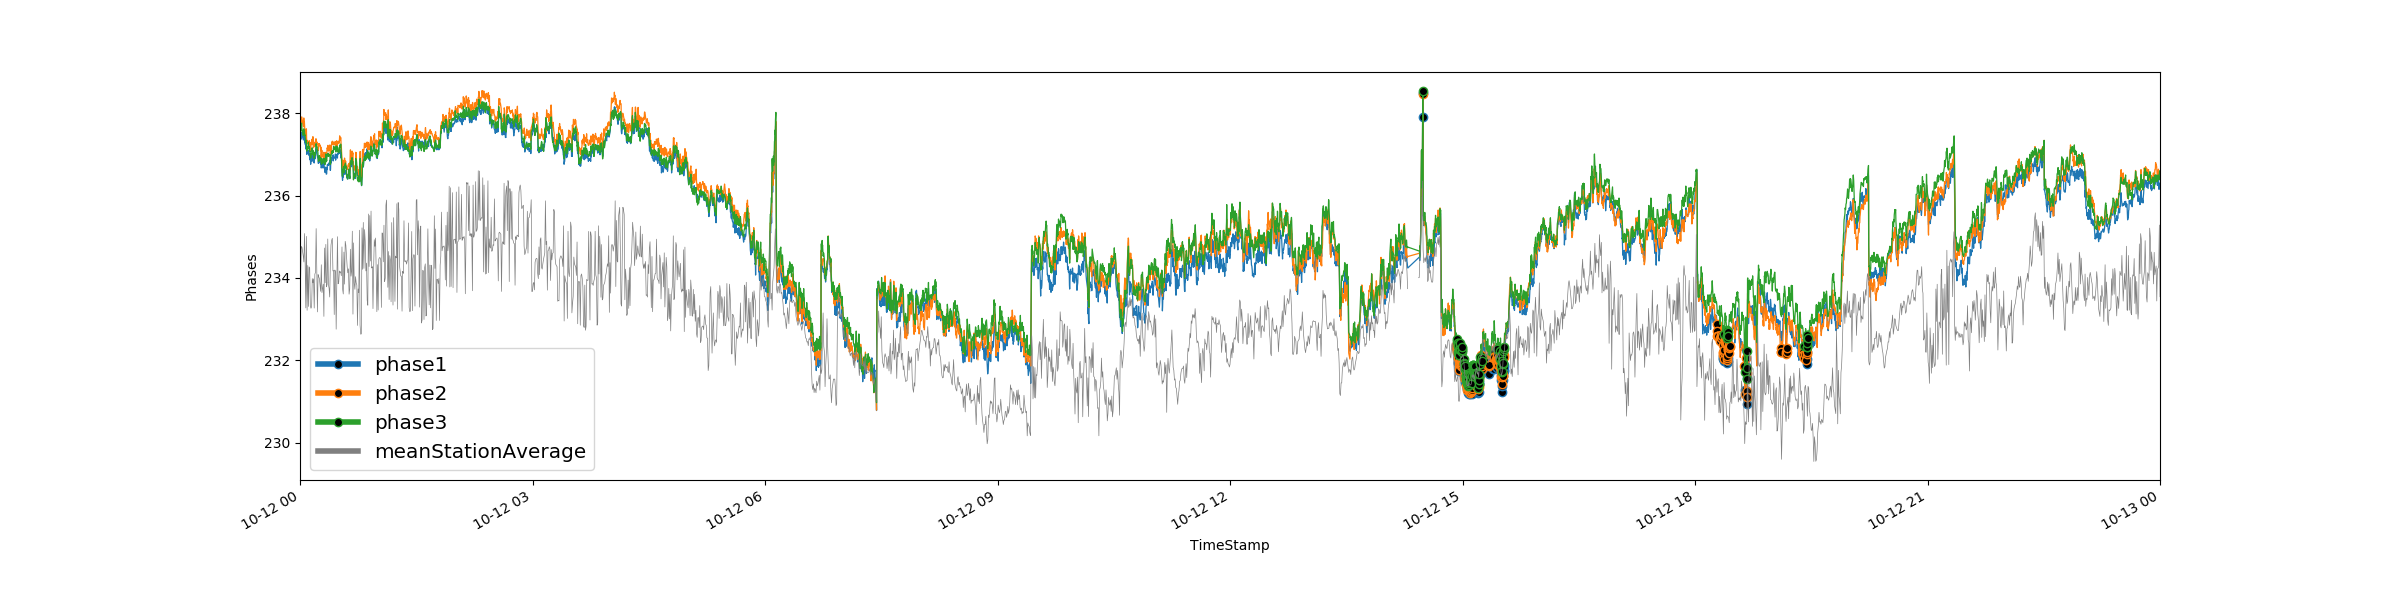 238
236
234
232
230
Phases
phase1
phase2
phase3
meanStationAverage
10-12 00
10-12 03
10-12 06
10-12 09
10-12 12
10-12 15
10-12 18
10-12 21
10-13 00
TimeStamp